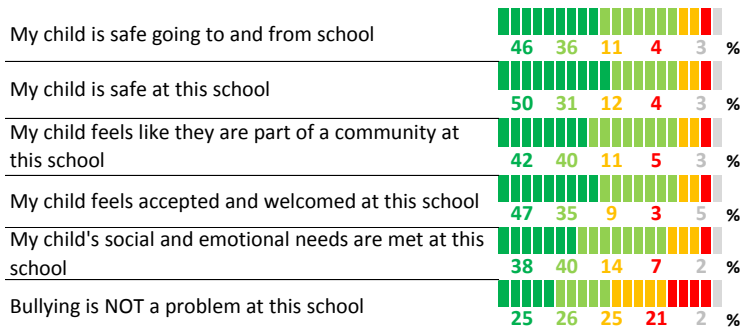 My child is safe going to and from school
46 36 11 4 3 %
My child is safe at this school
50 31 12 4 3 %
My child feels like they are part of a community at
this school
42 40 11 5 3 %
My child feels accepted and welcomed at this school
47 35 9 3 5 %
My child's social and emotional needs are met at this
school
38 40 14 7 2 %
Bullying is NOT a problem at this school
25 26 25 21 2 %